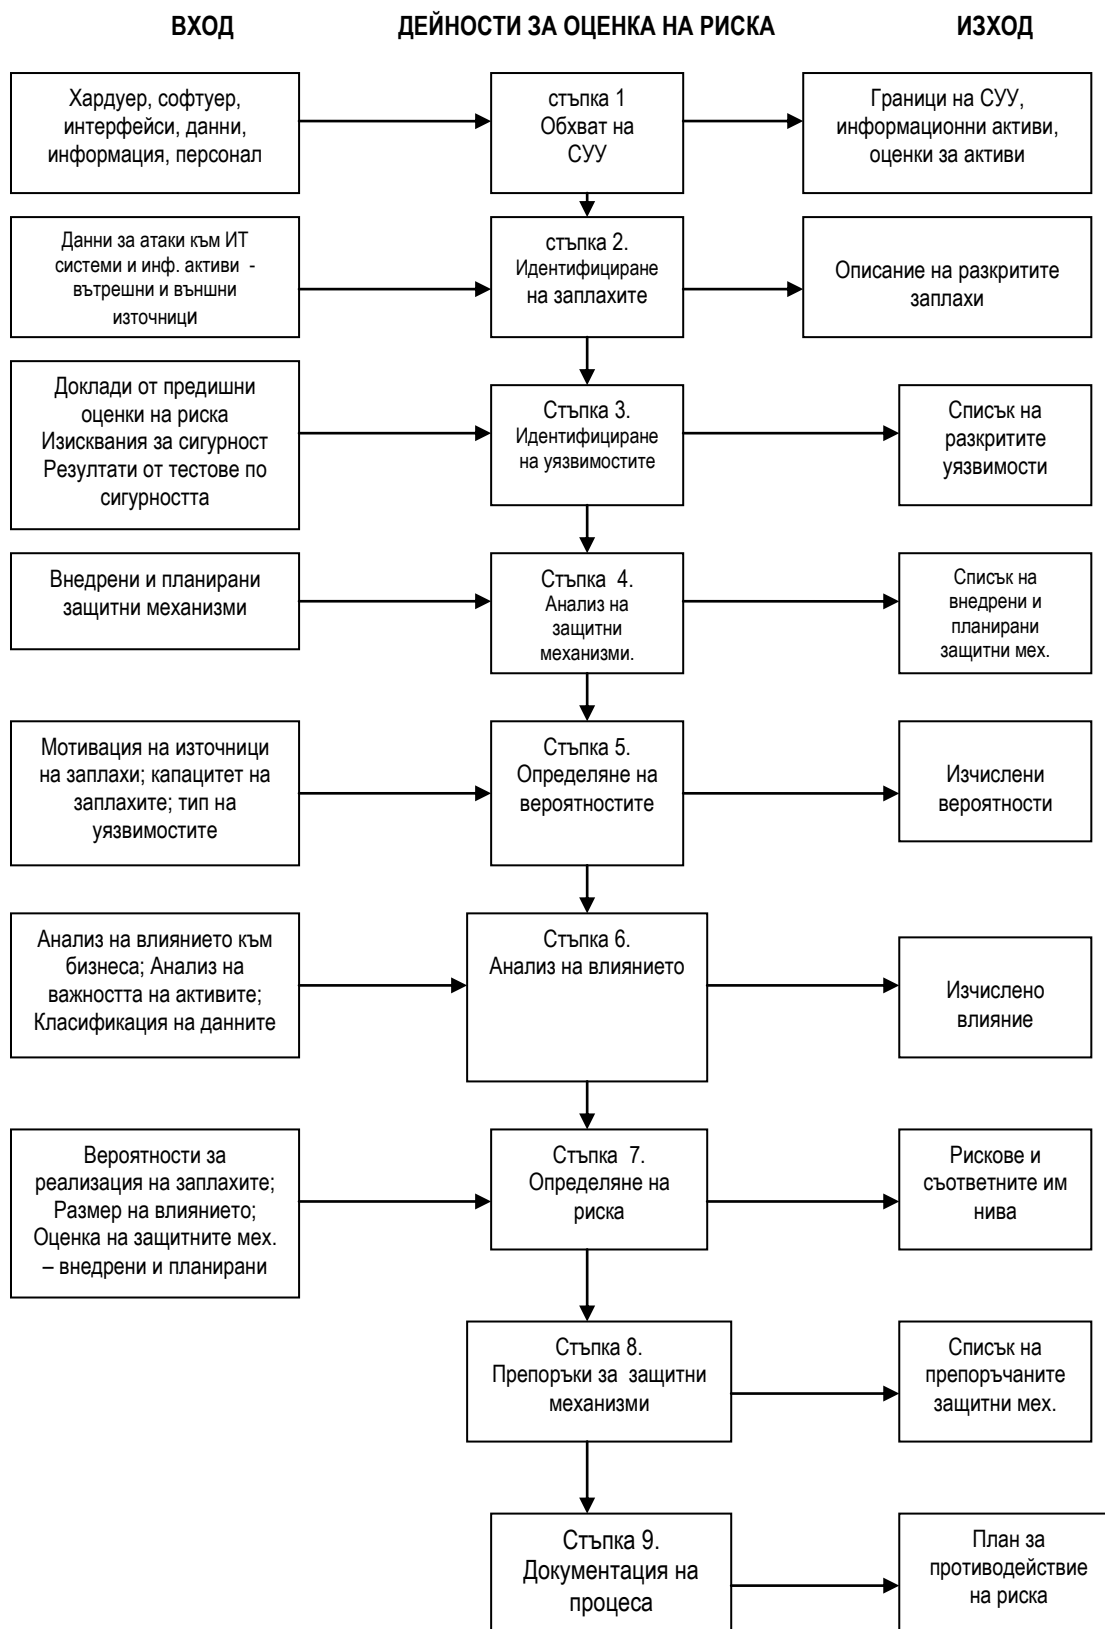 ВХОД
ДЕЙНОСТИ ЗА ОЦЕНКА НА РИСКА
ИЗХОД
Хардуер, софтуер,
интерфейси, данни,
информация, персонал
стъпка 1
Обхват на
СУУ
Граници на СУУ,
информационни активи,
оценки за активи
Данни за атаки към ИТ
системи и инф. активи -
вътрешни и външни
източници
стъпка 2.
Идентифициране
на заплахите
Описание на разкритите
заплахи
Доклади от предишни
оценки на риска
Изисквания за сигурност
Резултати от тестове по
сигурността
Стъпка 3.
Идентифициране
на уязвимостите
Списък на
разкритите
уязвимости
Внедрени и планирани
защитни механизми
Стъпка 4.
Анализ на
защитни
механизми.
Списък на
внедрени и
планирани
защитни мех.
Мотивация на източници
на заплахи; капацитет на
заплахите; тип на
уязвимостите
Стъпка 5.
Определяне на
вероятностите
Изчислени
вероятности
Анализ на влиянието към
бизнеса; Анализ на
важността на активите;
Класификация на данните
Стъпка 6.
Анализ на влиянието
Изчислено
влияние
Вероятности за
реализация на заплахите;
Размер на влиянието;
Оценка на защитните мех.
– внедрени и планирани
Стъпка 7.
Определяне на
риска
Рискове и
съответните им
нива
Стъпка 8.
Препоръки за защитни
механизми
Списък на
препоръчаните
защитни мех.
Стъпка 9.
Документация на
процеса
План за
противодействие
на риска